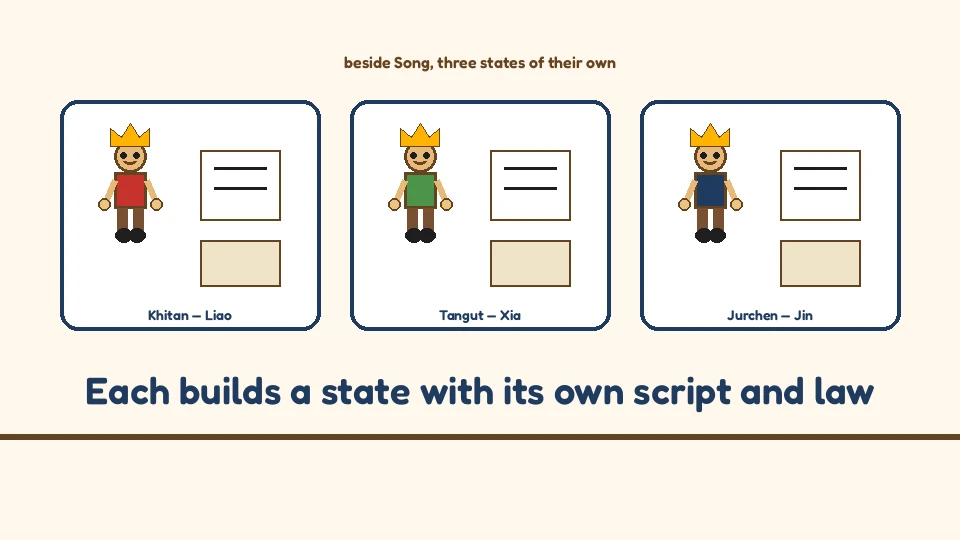 beside Song, three states of their own
Khitan – Liao
Tangut – Xia
Jurchen – Jin
Each builds a state with its own script and law